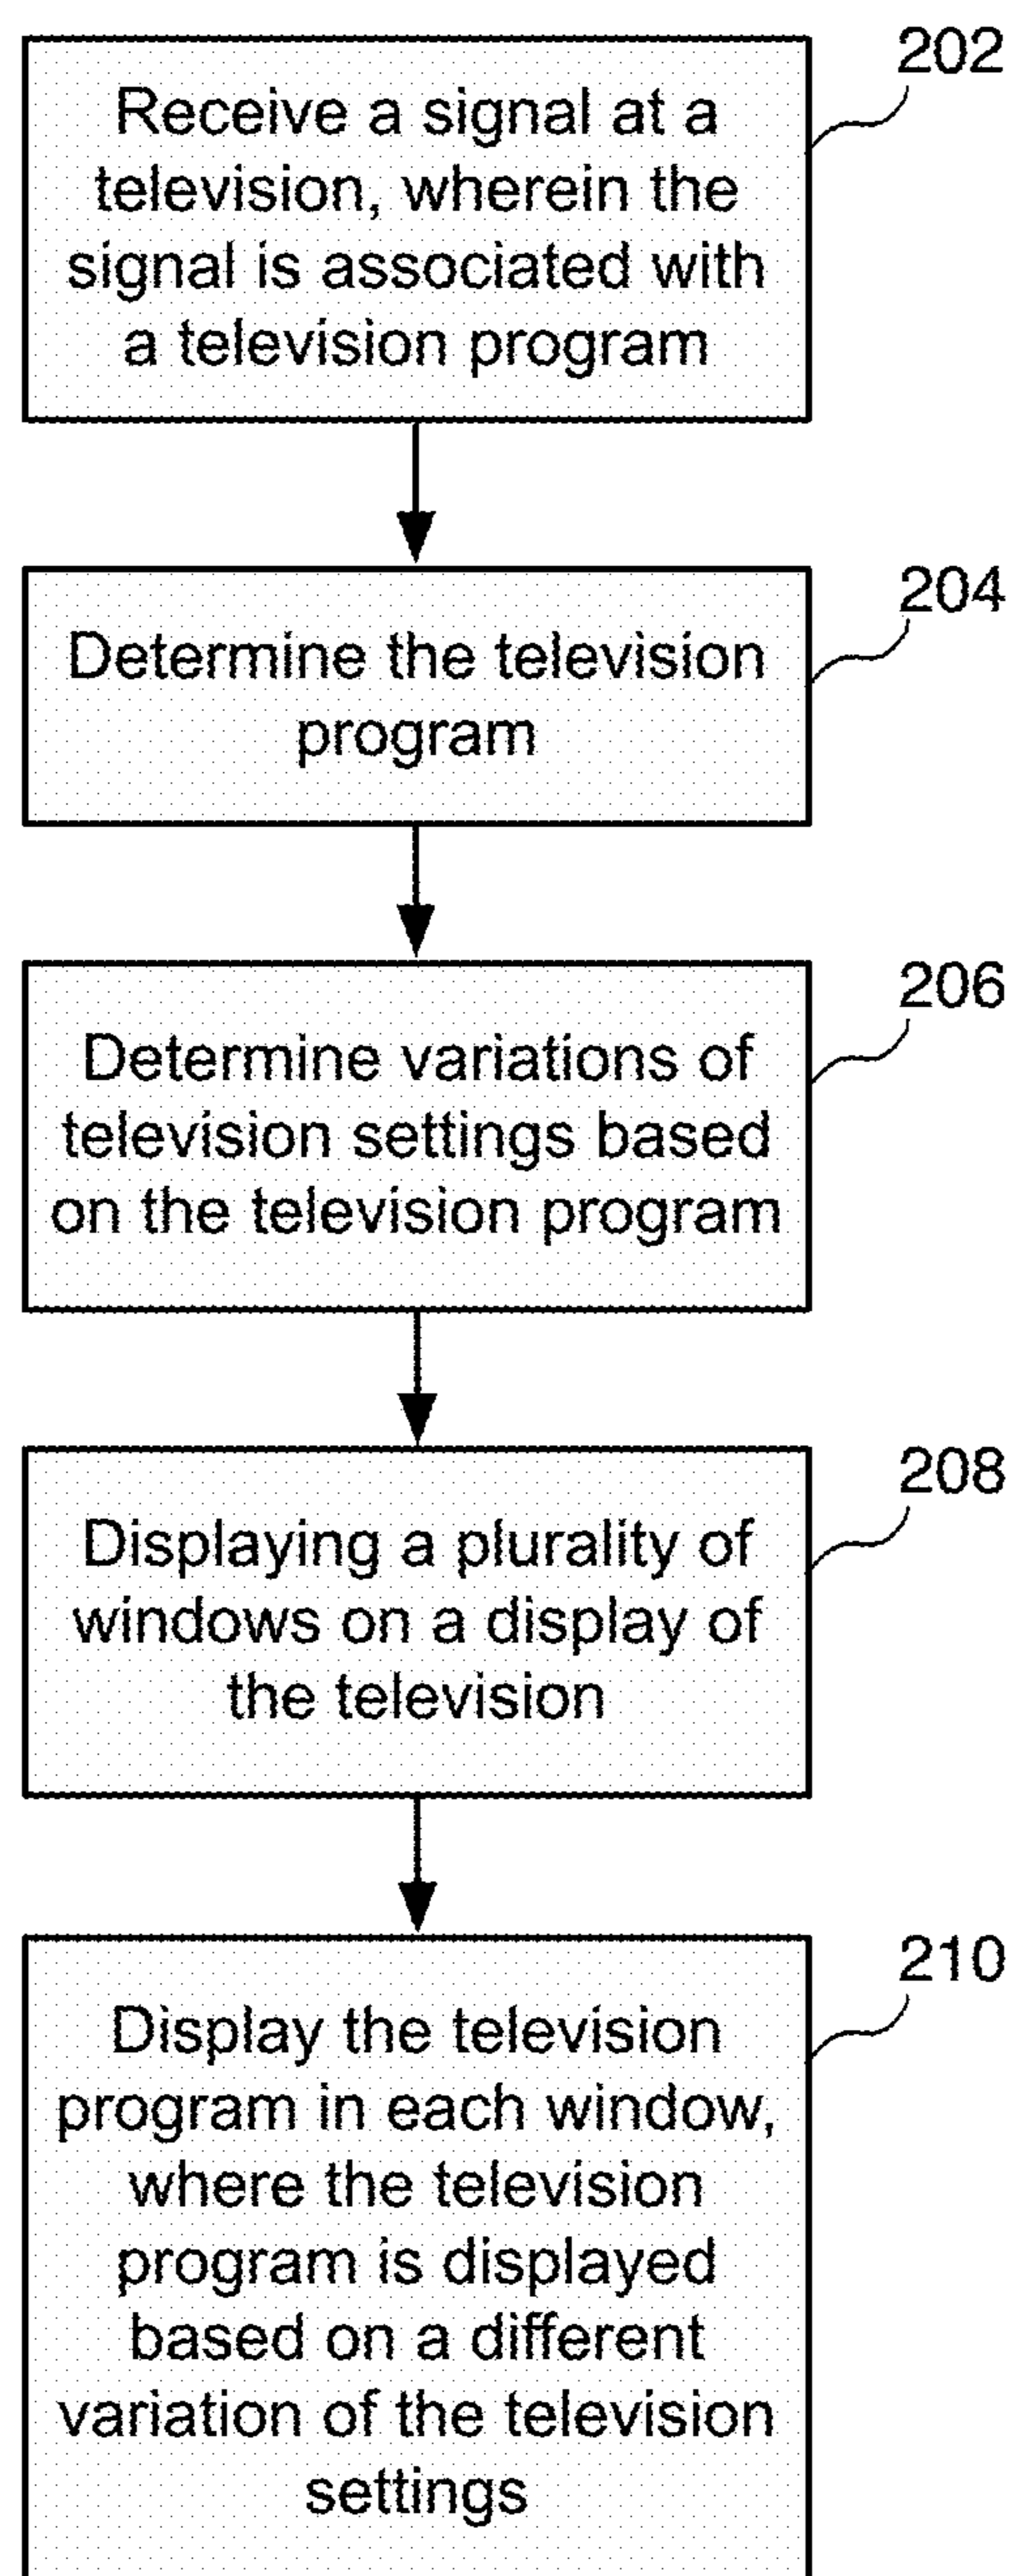 202
Receive a signal at a
television, wherein the
signal is associated with
a television program
204
Determine the television
program
206
Determine variations of
television settings based
on the television program
208
Displaying a plurality of
windows on a display of
the television
210
Display the television
program in each window,
where the television
program is displayed
based on a different
variation of the television
settings